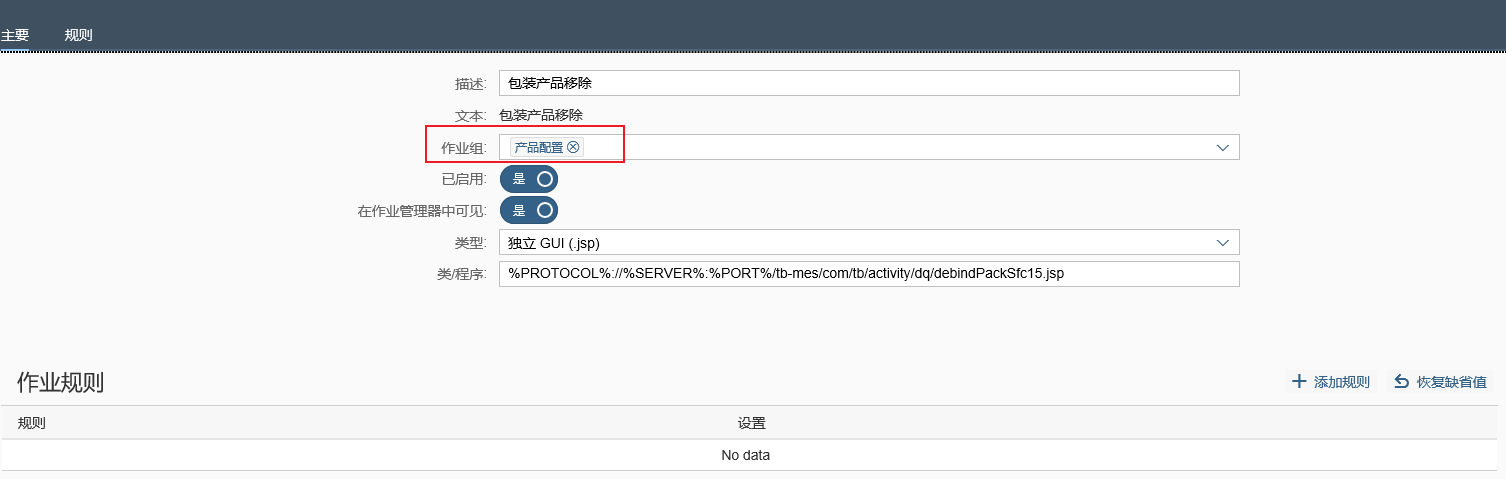 主要 规则
描述: 包装产品移除
文本: 包装产品移除
作业组: 产品配置
已启用: 是
在作业管理器中可见: 是
类型: 独立 GUI (.jsp)
类/程序: %PROTOCOL%://%SERVER%:%PORT%/tb-mes/com/tb/activity/dq/debindPackSfc15.jsp
作业规则 添加规则 恢复缺省值
规则 设置
No data